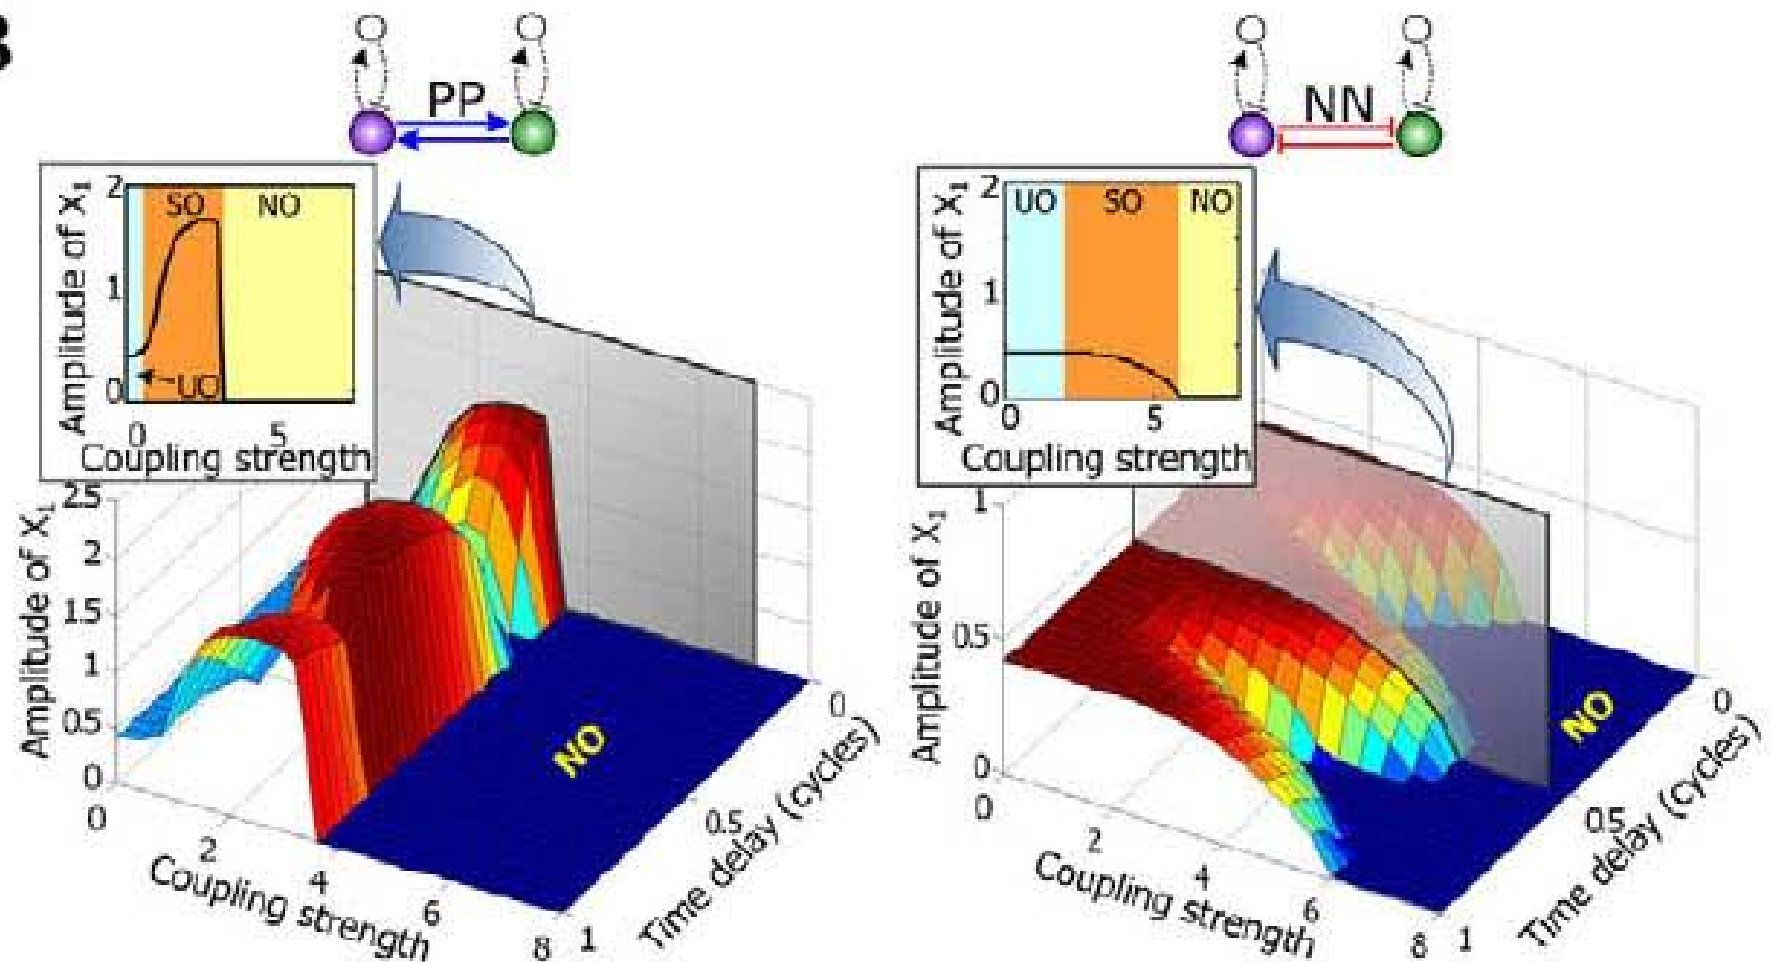 B
PP
NN
Amplitude of X1
2
1
0
SO
NO
UO
0
5
Coupling strength
Amplitude of X1
2
1
0
UO
SO
NO
0
5
Coupling strength
Amplitude of X1
25
2
1.5
1
0.5
0
0
2
4
6
8
Coupling strength
1
0.5
0
Time delay (cycles)
NO
Amplitude of X1
1
0.5
0
0
2
4
6
8
Coupling strength
1
0.5
0
Time delay (cycles)
NO